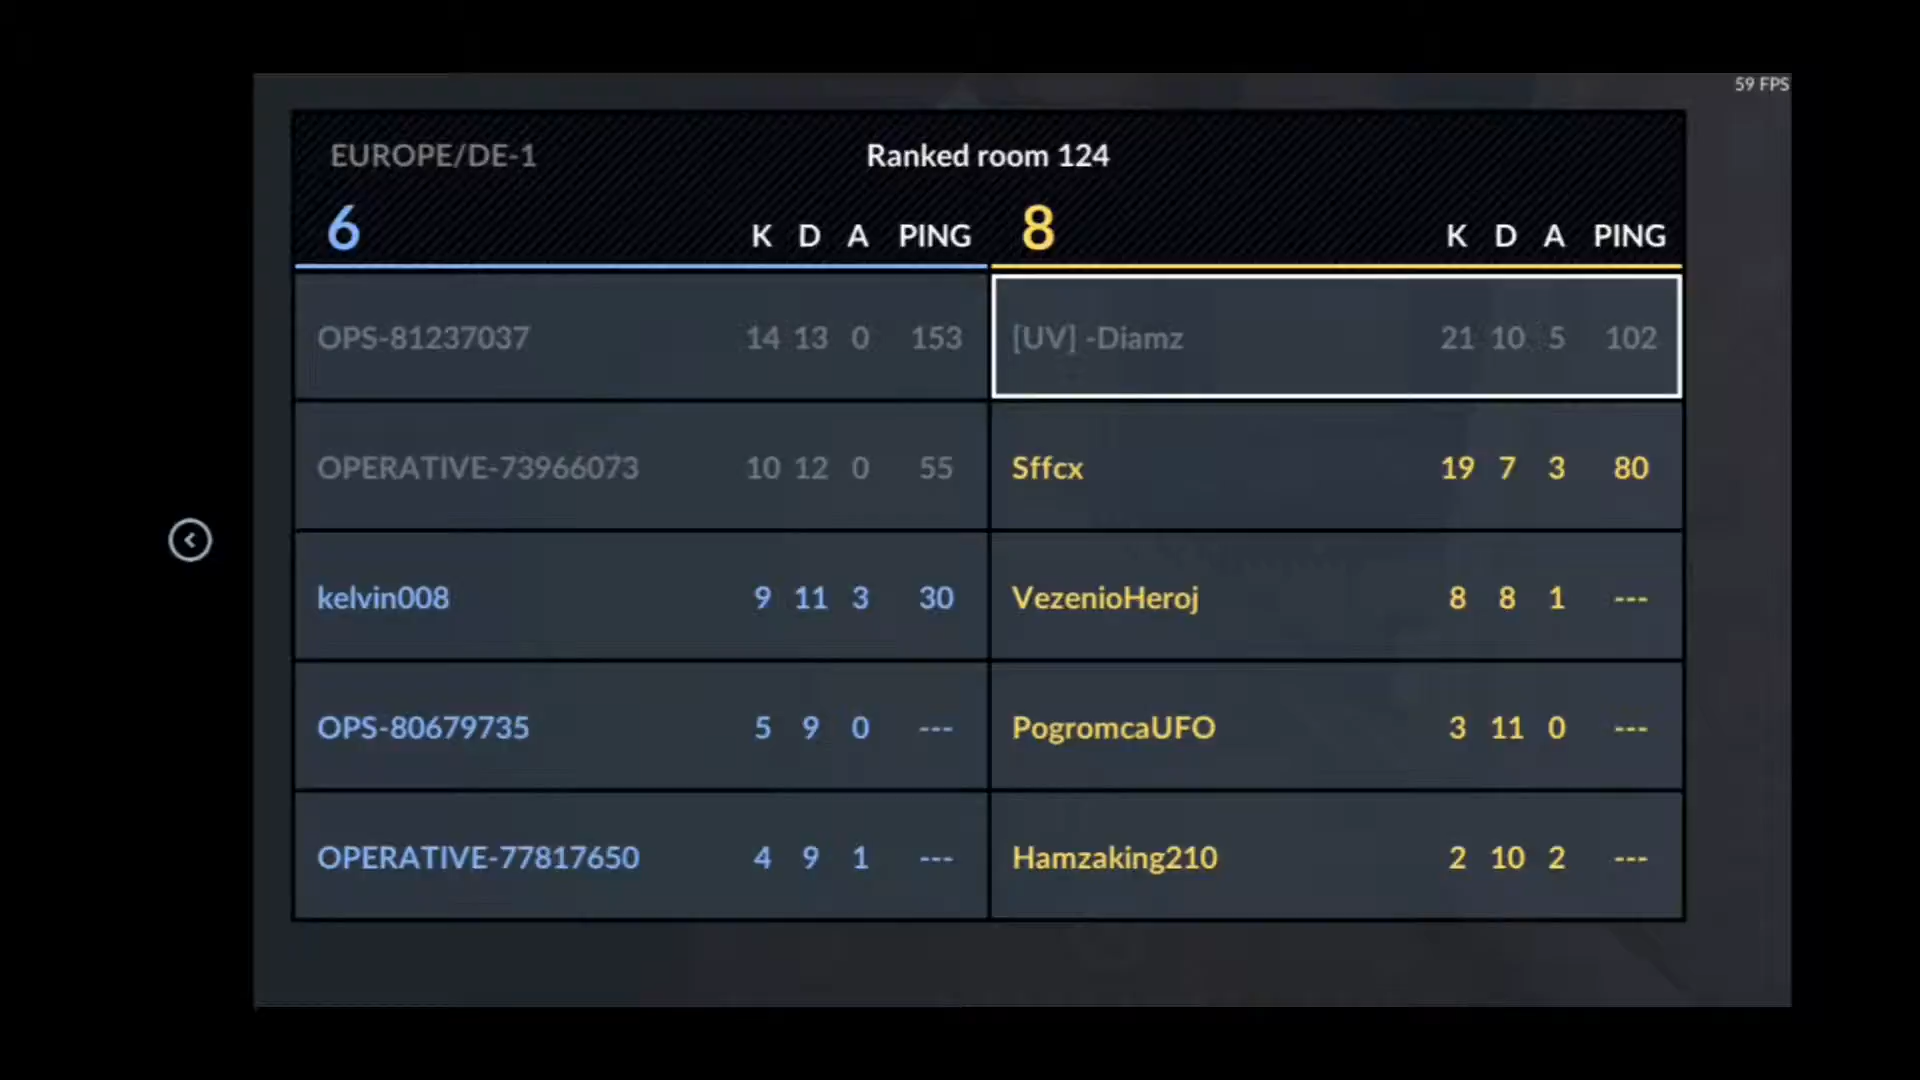 59 FPS
EUROPE/DE-1 Ranked room 124
6 K D A PING 8 K D A PING
OPS-81237037 14 13 0 153 [UV] -Diamz 21 10 5 102
OPERATIVE-73966073 10 12 0 55 Sffcx 19 7 3 80
kelvin008 9 11 3 30 VezenioHeroj 8 8 1 ---
OPS-80679735 5 9 0 --- PogromcaUFO 3 11 0 ---
OPERATIVE-77817650 4 9 1 --- Hamzaking210 2 10 2 ---